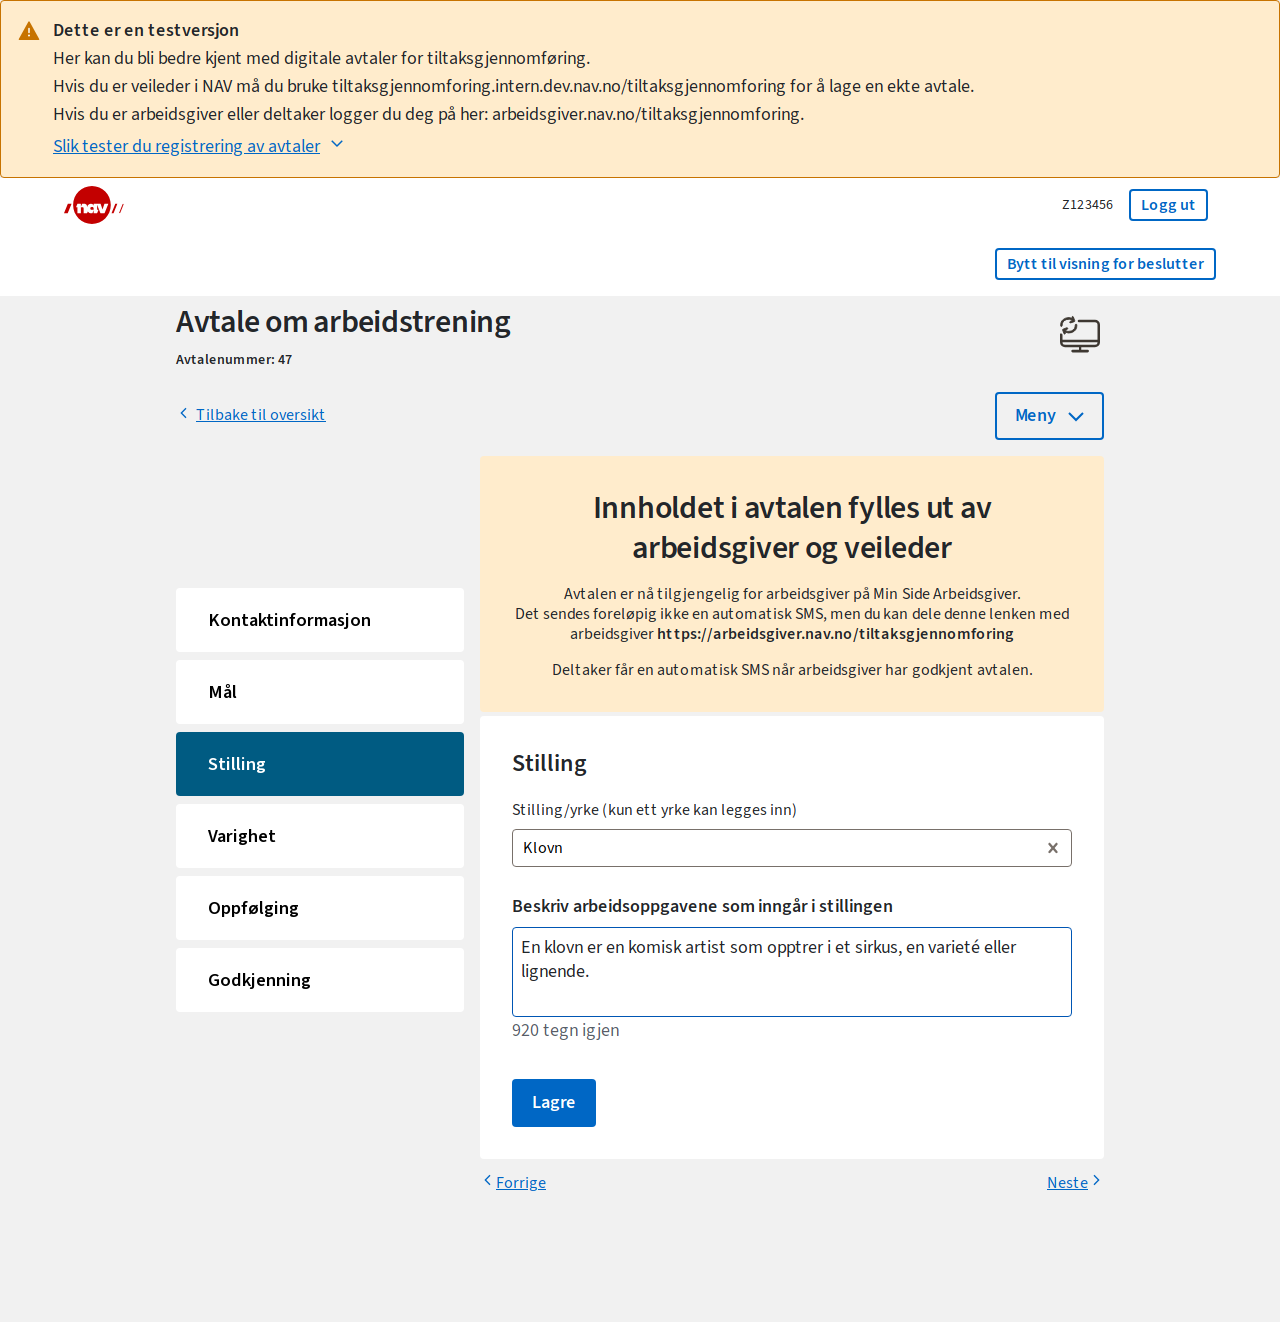 Dette er en testversjon
Her kan du bli bedre kjent med digitale avtaler for tiltaksgjennomføring.
Hvis du er veileder i NAV må du bruke tiltaksgjennomforing.intern.dev.nav.no/tiltaksgjennomforing for å lage en ekte avtale.
Hvis du er arbeidsgiver eller deltaker logger du deg på her: arbeidsgiver.nav.no/tiltaksgjennomforing.
Slik tester du registrering av avtaler
nav
Z123456
Logg ut
Bytt til visning for beslutter
Avtale om arbeidstrening
Avtalenummer: 47
Tilbake til oversikt
Meny
Innholdet i avtalen fylles ut av
arbeidsgiver og veileder
Avtalen er nå tilgjengelig for arbeidsgiver på Min Side Arbeidsgiver.
Det sendes foreløpig ikke en automatisk SMS, men du kan dele denne lenken med
arbeidsgiver https://arbeidsgiver.nav.no/tiltaksgjennomforing
Deltaker får en automatisk SMS når arbeidsgiver har godkjent avtalen.
Kontaktinformasjon
Mål
Stilling
Varighet
Oppfølging
Godkjenning
Stilling
Stilling/yrke (kun ett yrke kan legges inn)
Klovn
Beskriv arbeidsoppgavene som inngår i stillingen
En klovn er en komisk artist som opptrer i et sirkus, en varieté eller
lignende.
920 tegn igjen
Lagre
Forrige
Neste